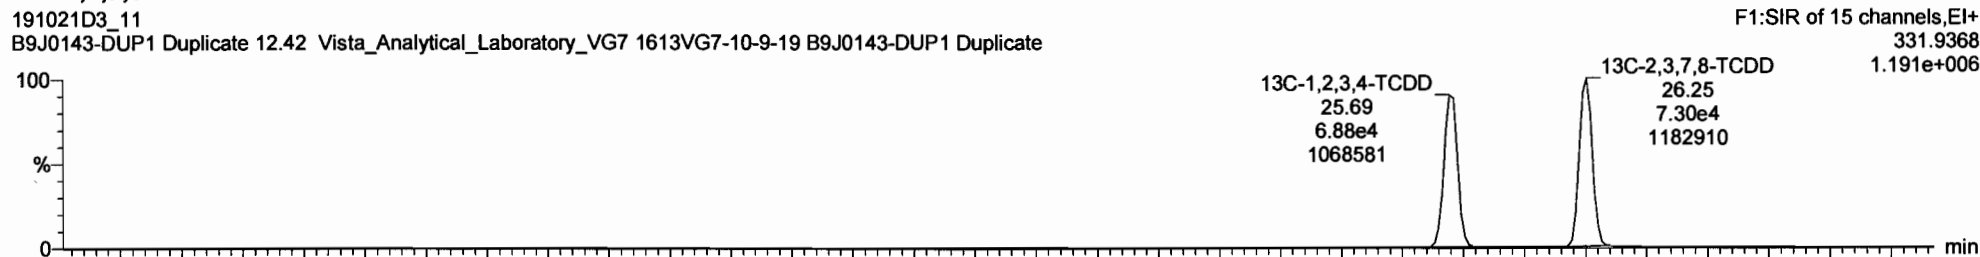 191021D3_11
F1:SIR of 15 channels,EI+
B9J0143-DUP1 Duplicate 12.42 Vista_Analytical_Laboratory_VG7 1613VG7-10-9-19 B9J0143-DUP1 Duplicate
331.9368
1.191e+006
100
13C-1,2,3,4-TCDD
25.69
6.88e4
1068581
13C-2,3,7,8-TCDD
26.25
7.30e4
1182910
%
0
min